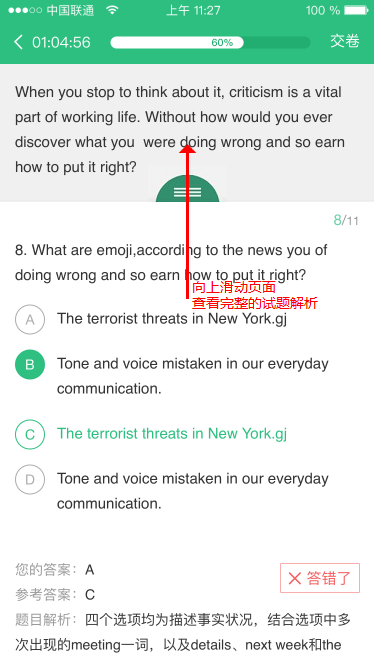 中国联通 上午 11:27 100 %
01:04:56 60% 交卷
When you stop to think about it, criticism is a vital
part of working life. Without how would you ever
discover what you were doing wrong and so earn
how to put it right?
8/11
8. What are emoji,according to the news you of
doing wrong and so earn how to put it right?
向上滑动页面
查看完整的试题解析
A The terrorist threats in New York.gj
B Tone and voice mistaken in our everyday
communication.
C The terrorist threats in New York.gj
D Tone and voice mistaken in our everyday
communication.
您的答案：A
答错了
参考答案：C
题目解析：四个选项均为描述事实状况，结合选项中多
次出现的meeting一词，以及details、next week和the